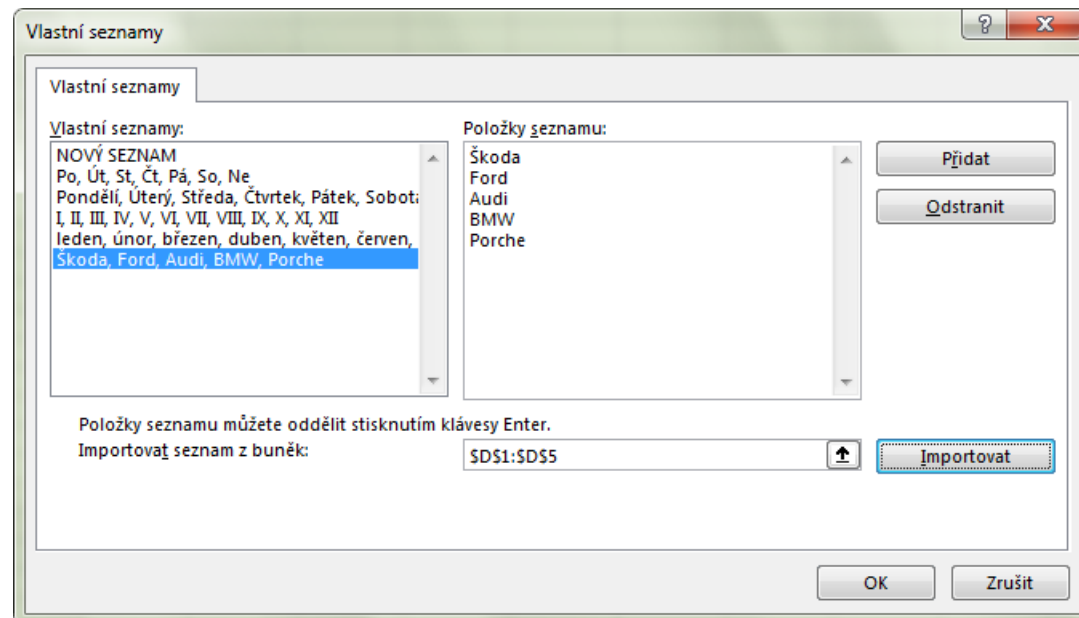 Vlastní seznamy
Vlastní seznamy
Vlastní seznamy:
NOVÝ SEZNAM
Po, Út, St, Čt, Pá, So, Ne
Pondělí, Úterý, Středa, Čtvrtek, Pátek, Sobota
I, II, III, IV, V, VI, VII, VIII, IX, X, XI, XII
leden, únor, březen, duben, květen, červen,
Škoda, Ford, Audi, BMW, Porche
Položky seznamu:
Škoda
Ford
Audi
BMW
Porche
Přidat
Odstranit
Položky seznamu můžete oddělit stisknutím klávesy Enter.
Importovat seznam z buněk:
$D$1:$D$5
Importovat
OK
Zrušit